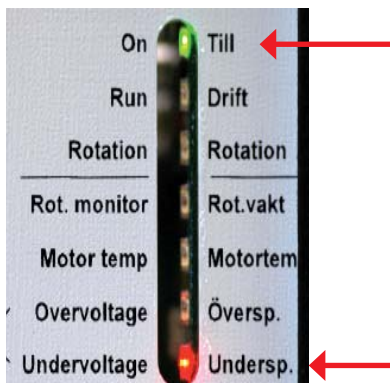 On Till
Run Drift
Rotation Rotation
Rot. monitor Rot.vakt
Motor temp Motortem
Overvoltage Översp.
Undervoltage Undersp.